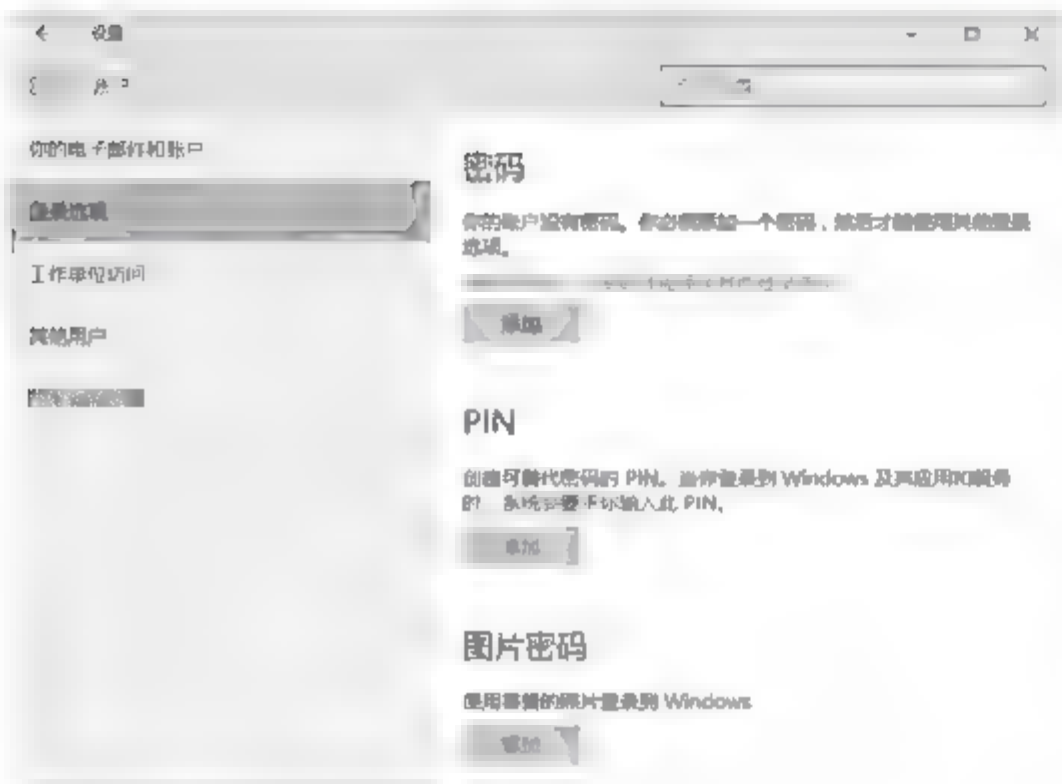 设置
账户
你的电子邮件和账户
登录选项
工作单位访问
其他用户
密码
你的账户没有密码。你必须添加一个密码，然后才能使用其他登录
选项。
添加
PIN
创建可替代密码的 PIN。当你登录到 Windows 及其应用和服务
时，系统会要求你输入此 PIN。
添加
图片密码
使用喜爱的照片登录到 Windows
添加